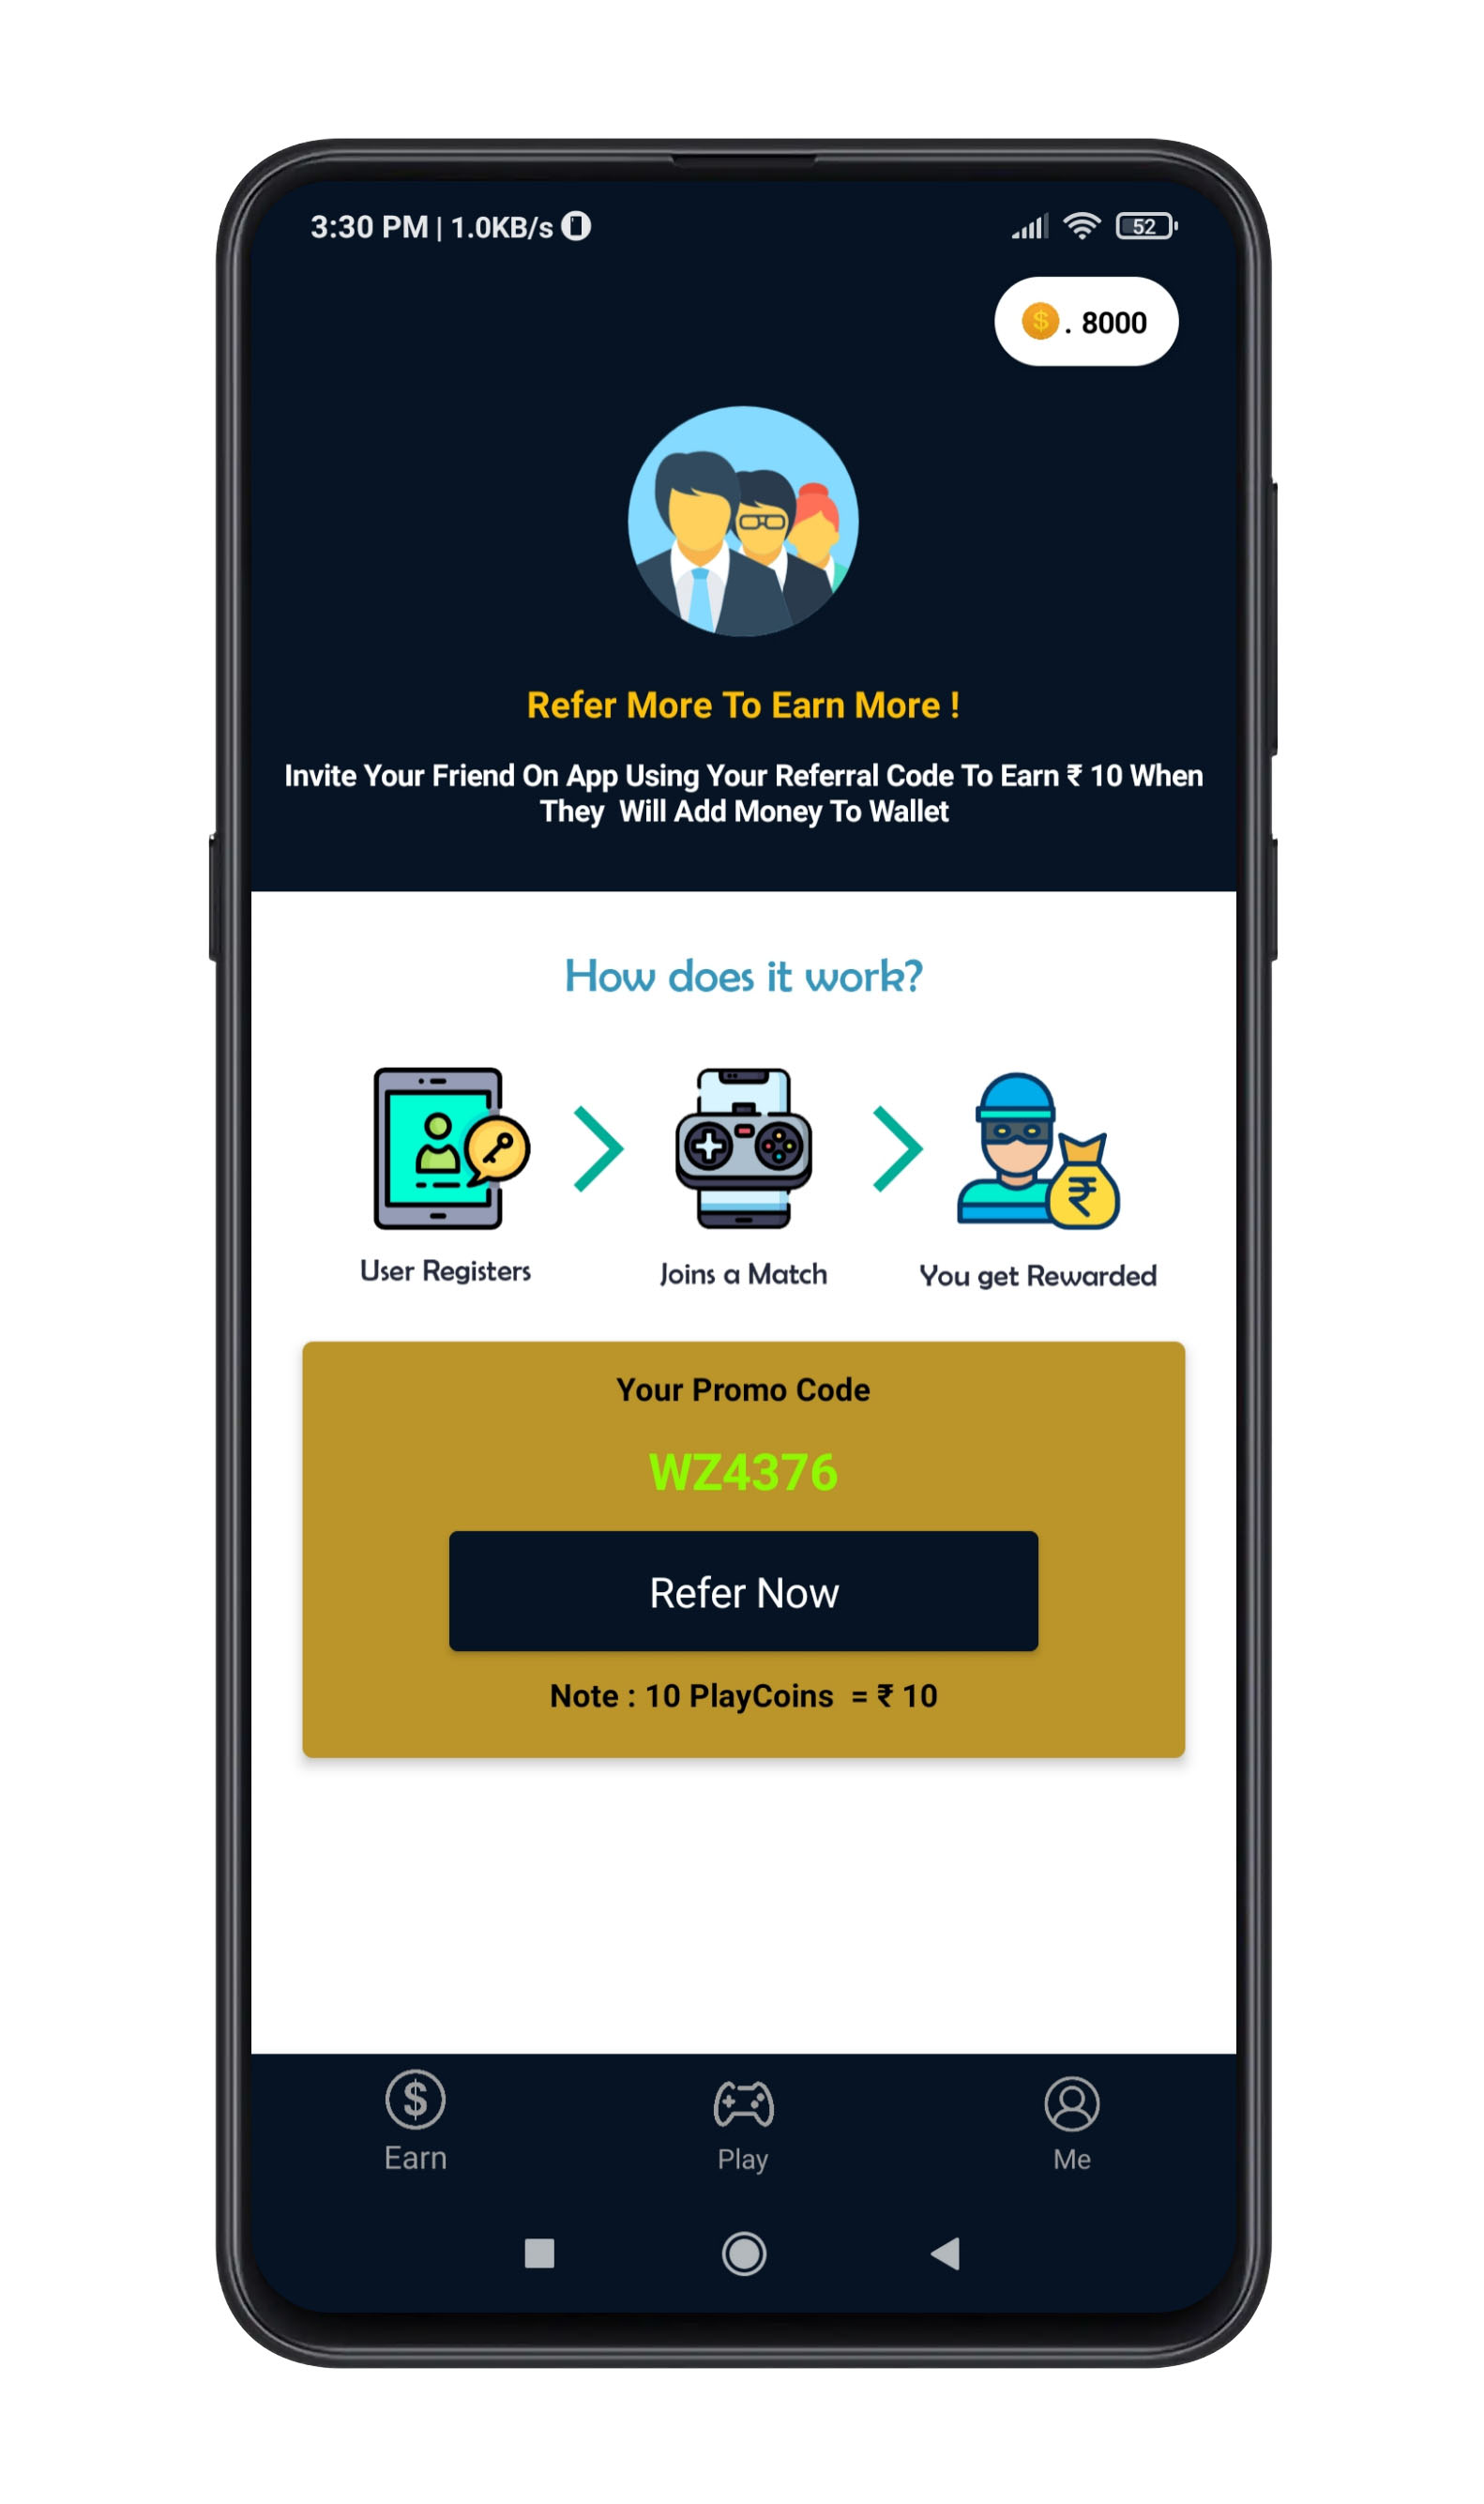 3:30 PM | 1.0KB/s
52
. 8000
Refer More To Earn More !
Invite Your Friend On App Using Your Referral Code To Earn ₹ 10 When
They  Will Add Money To Wallet
How does it work?
User Registers
Joins a Match
You get Rewarded
Your Promo Code
WZ4376
Refer Now
Note : 10 PlayCoins  = ₹ 10
Earn
Play
Me